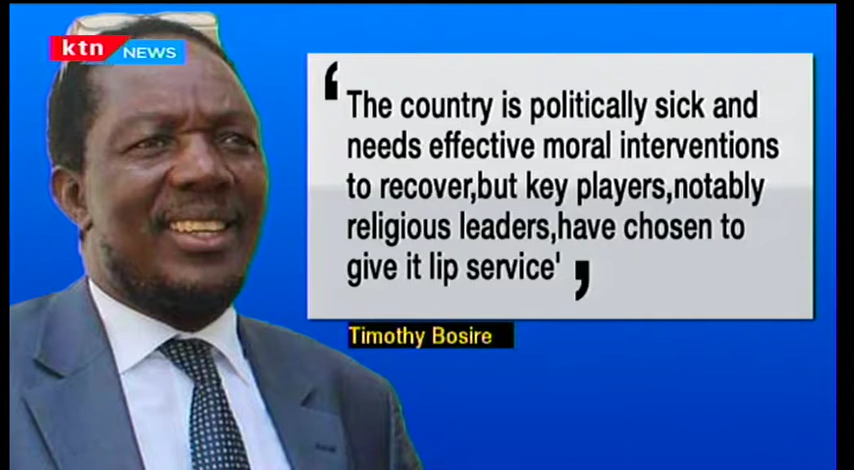 ktn NEWS
‘The country is politically sick and
needs effective moral interventions
to recover,but key players,notably
religious leaders,have chosen to
give it lip service' ’
Timothy Bosire